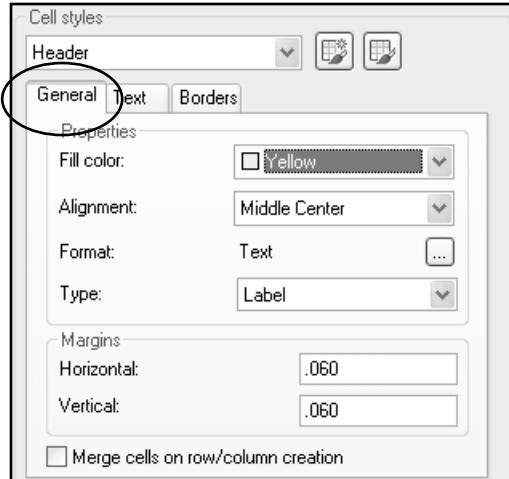 Cell styles
Header
General Text Borders
Properties
Fill color: Yellow
Alignment: Middle Center
Format: Text ...
Type: Label
Margins
Horizontal: .060
Vertical: .060
Merge cells on row/column creation